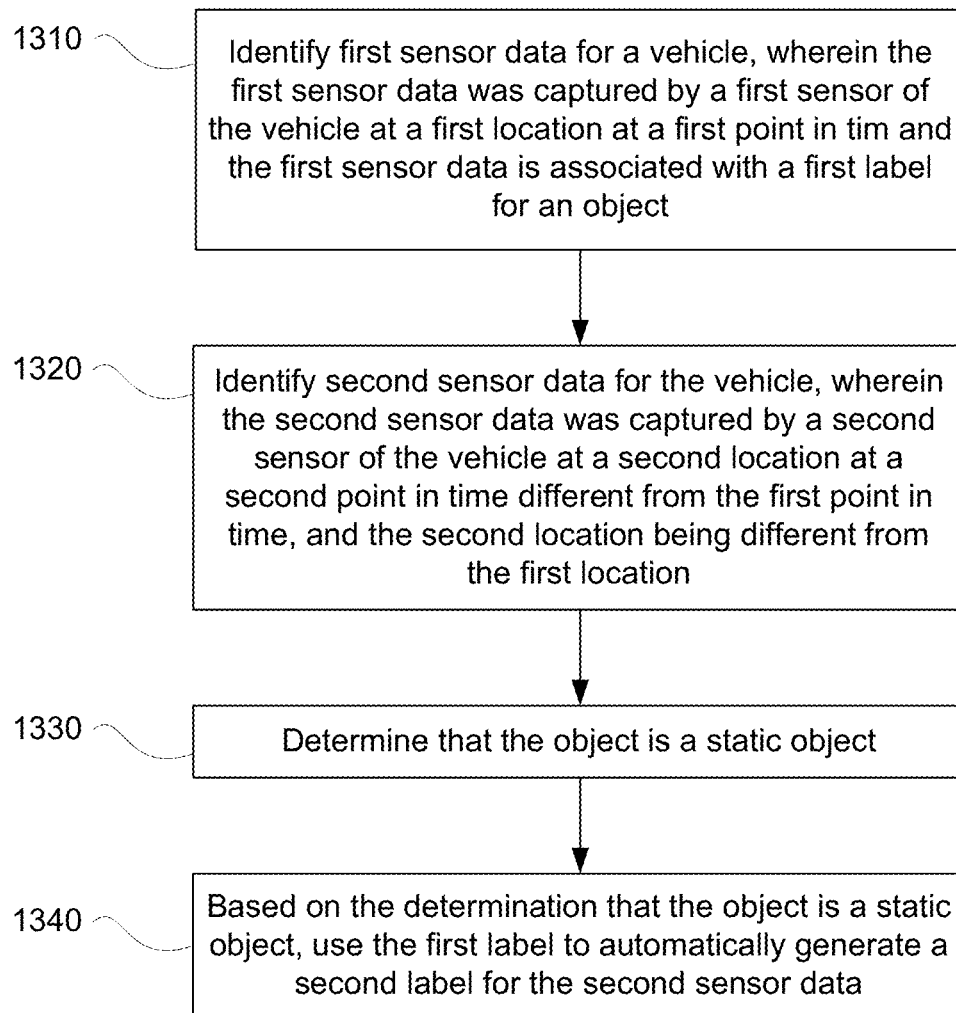 1310
Identify first sensor data for a vehicle, wherein the
first sensor data was captured by a first sensor of
the vehicle at a first location at a first point in tim and
the first sensor data is associated with a first label
for an object
1320
Identify second sensor data for the vehicle, wherein
the second sensor data was captured by a second
sensor of the vehicle at a second location at a
second point in time different from the first point in
time, and the second location being different from
the first location
1330
Determine that the object is a static object
1340
Based on the determination that the object is a static
object, use the first label to automatically generate a
second label for the second sensor data